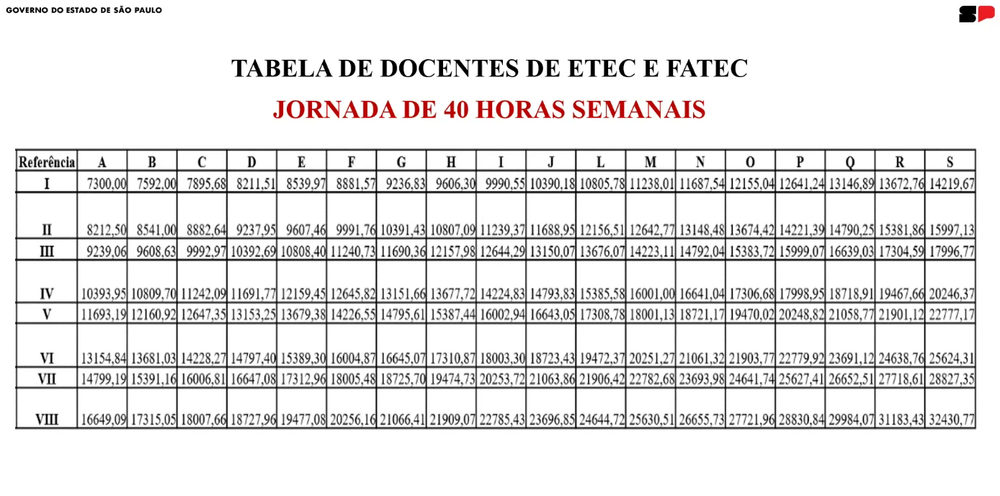 GOVERNO DO ESTADO DE SÃO PAULO
SP
TABELA DE DOCENTES DE ETEC E FATEC
JORNADA DE 40 HORAS SEMANAIS
Referência A B C D E F G H I J L M N O P Q R S
I 7300,00 7592,00 7895,68 8211,51 8539,97 8881,57 9236,83 9606,30 9990,55 10390,18 10805,78 11238,01 11687,54 12155,04 12641,24 13146,89 13672,76 14219,67
II 8212,50 8541,00 8882,64 9237,95 9607,46 9991,76 10391,43 10807,09 11239,37 11688,95 12156,51 12642,77 13148,48 13674,42 14221,39 14790,25 15381,86 15997,13
III 9239,06 9608,63 9992,97 10392,69 10808,40 11240,73 11690,36 12157,98 12644,29 13150,07 13676,07 14223,11 14792,04 15383,72 15999,07 16639,03 17304,59 17996,77
IV 10393,95 10809,70 11242,09 11691,77 12159,45 12645,82 13151,66 13677,72 14224,83 14793,83 15385,58 16001,00 16641,04 17306,68 17998,95 18718,91 19467,66 20246,37
V 11693,19 12160,92 12647,35 13153,25 13679,38 14226,55 14795,61 15387,44 16002,94 16643,05 17308,78 18001,13 18721,17 19470,02 20248,82 21058,77 21901,12 22777,17
VI 13154,84 13681,03 14228,27 14797,40 15389,30 16004,87 16645,07 17310,87 18003,30 18723,43 19472,37 20251,27 21061,32 21903,77 22779,92 23691,12 24638,76 25624,31
VII 14799,19 15391,16 16006,81 16647,08 17312,96 18005,48 18725,70 19474,73 20253,72 21063,86 21906,42 22782,68 23693,98 24641,74 25627,41 26652,51 27718,61 28827,35
VIII 16649,09 17315,05 18007,66 18727,96 19477,08 20256,16 21066,41 21909,07 22785,43 23696,85 24644,72 25630,51 26655,73 27721,96 28830,84 29984,07 31183,43 32430,77